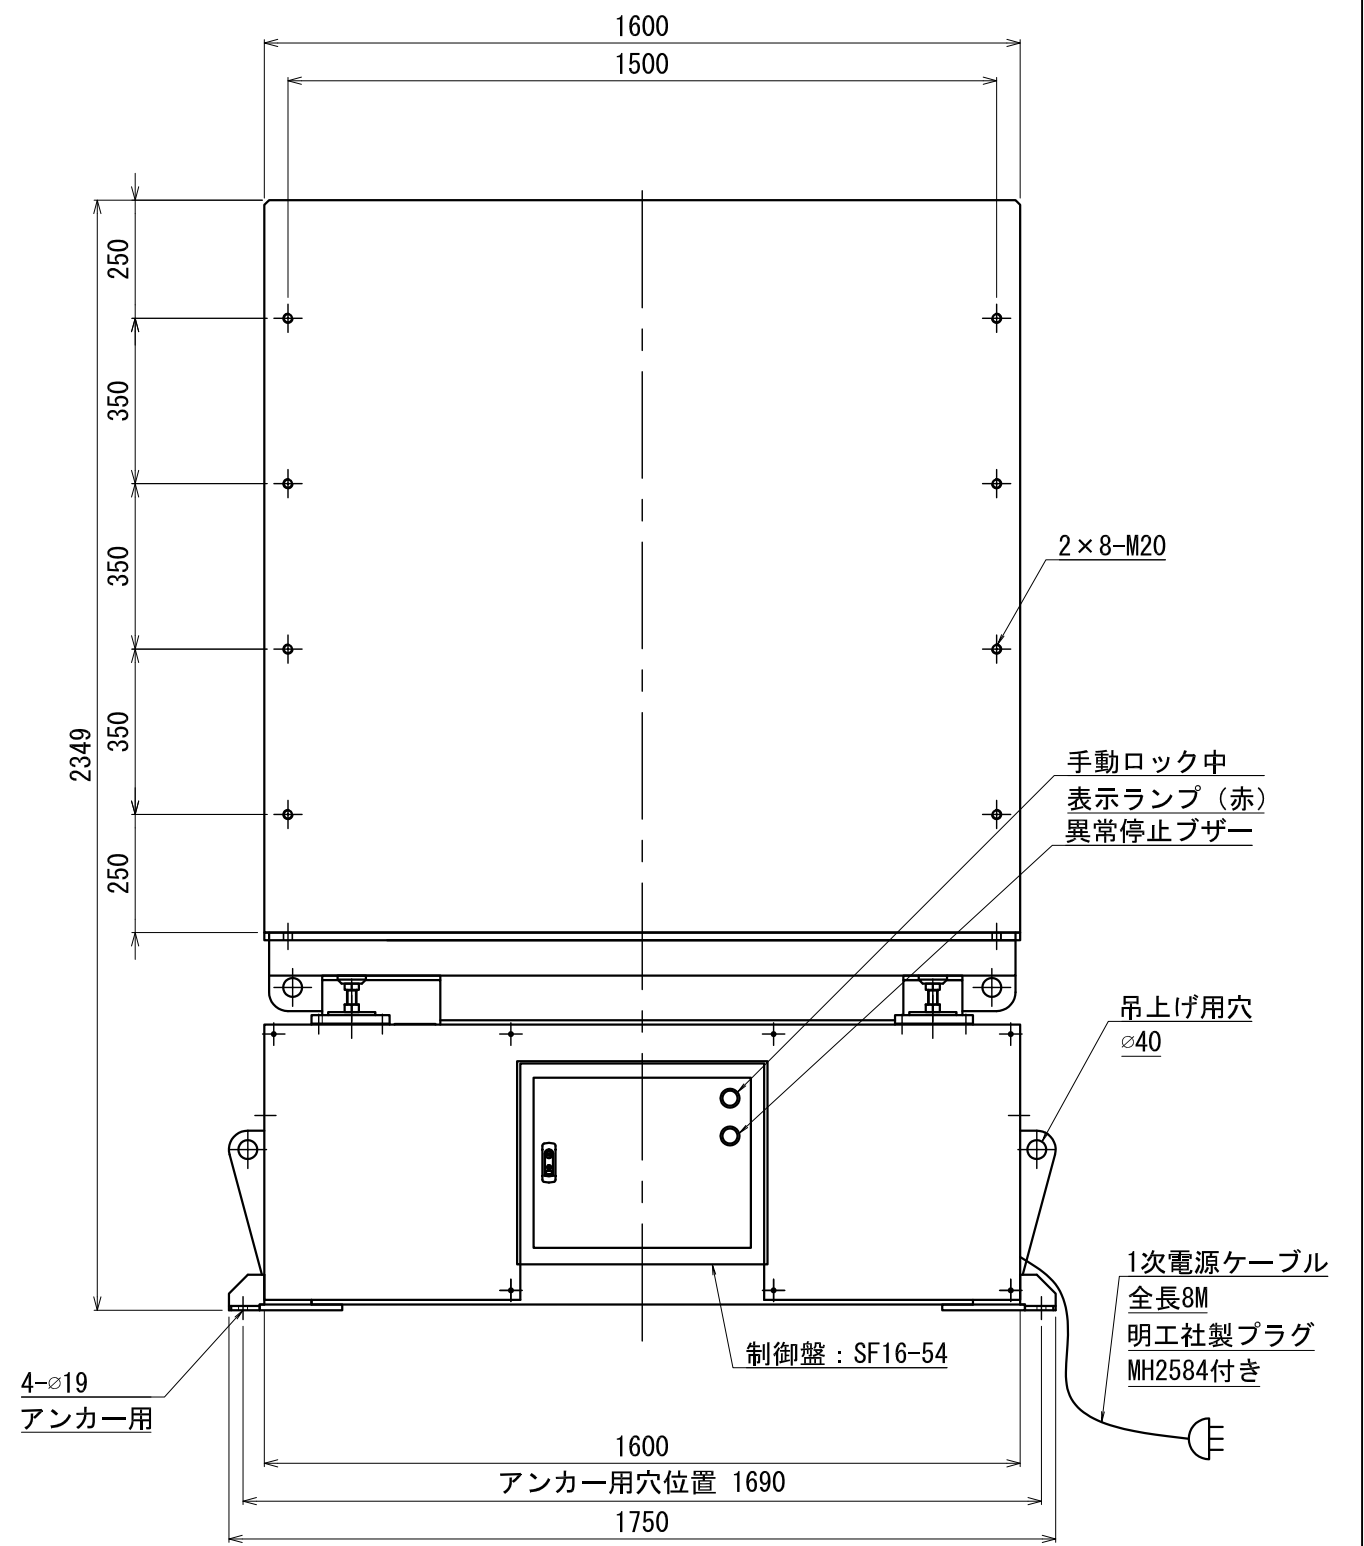 1600
1500
250
350
350
350
250
2349
2×8-M20
手動ロック中
表示ランプ（赤）
異常停止ブザー
吊上げ用穴
⌀40
1次電源ケーブル
全長8M
明工社製プラグ
MH2584付き
制御盤：SF16-54
4-⌀19
アンカー用
1600
アンカー用穴位置 1690
1750